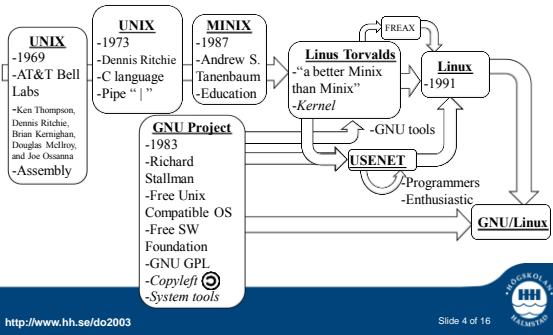 UNIX
-1969
-AT&T Bell
Labs
-Ken Thompson,
Dennis Ritchie,
Brian Kernighan,
Douglas McIlroy,
and Joe Ossanna
-Assembly
UNIX
-1973
-Dennis Ritchie
-C language
-Pipe “ | ”
MINIX
-1987
-Andrew S.
Tanenbaum
-Education
Linus Torvalds
-“a better Minix
than Minix”
-Kernel
FREAX
Linux
-1991
GNU Project
-1983
-Richard
Stallman
-Free Unix
Compatible OS
-Free SW
Foundation
-GNU GPL
-Copyleft
-System tools
-GNU tools
USENET
-Programmers
-Enthusiastic
GNU/Linux
http://www.hh.se/do2003
Slide 4 of 16
HÖGSKOLAN
HH
HALMSTAD